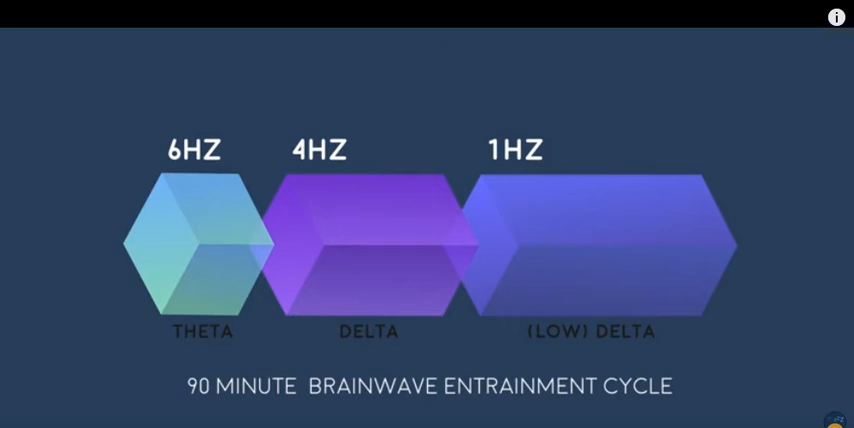 6HZ 4HZ 1HZ
THETA DELTA (LOW) DELTA
90 MINUTE BRAINWAVE ENTRAINMENT CYCLE